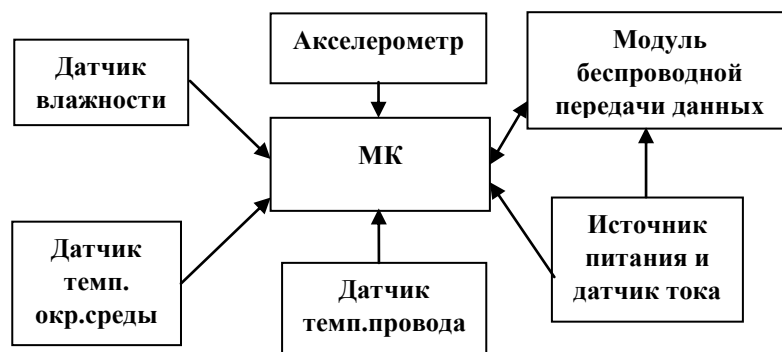 Датчик
влажности
Акселерометр
Модуль
беспроводной
передачи данных
МК
Датчик
темп.
окр.среды
Датчик
темп.провода
Источник
питания и
датчик тока